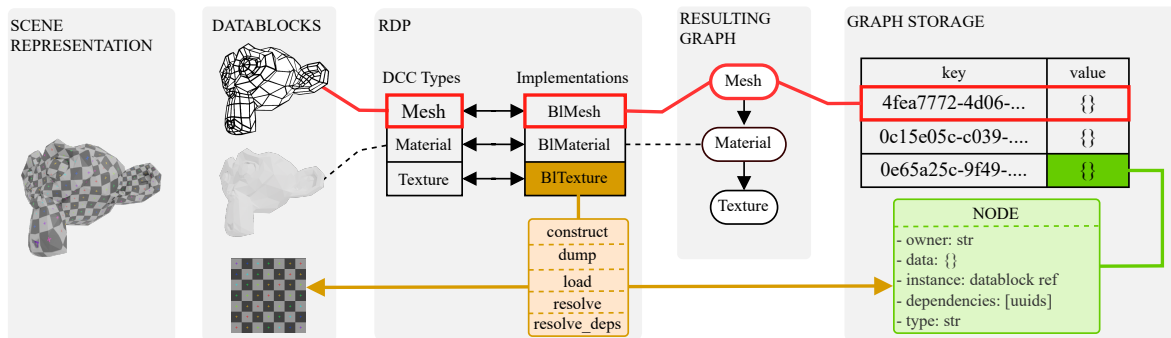 SCENE
REPRESENTATION
DATABLOCKS
RDP
DCC Types
Implementations
Mesh
BlMesh
Material
BlMaterial
Texture
BlTexture
construct
dump
load
resolve
resolve_deps
RESULTING
GRAPH
Mesh
Material
Texture
GRAPH STORAGE
key value
4fea7772-4d06-... {}
0c15e05c-c039-.... {}
0e65a25c-9f49-.... {}
NODE
- owner: str
- data: {}
- instance: datablock ref
- dependencies: [uuids]
- type: str